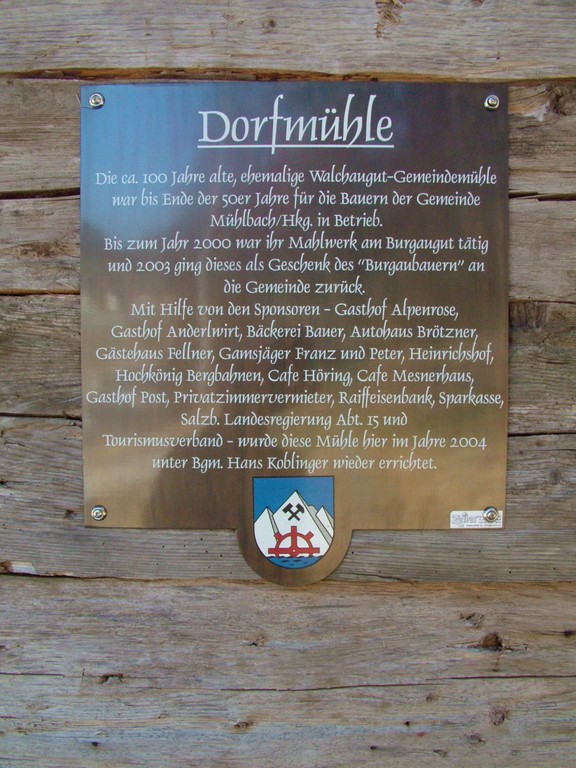 Dorfmühle
Die ca. 100 Jahre alte, ehemalige Walchaugut-Gemeindemühle
war bis Ende der 50er Jahre für die Bauern der Gemeinde
Mühlbach/Hkg. in Betrieb.
Bis zum Jahr 2000 war ihr Mahlwerk am Burgaugut tätig
und 2003 ging dieses als Geschenk des "Burgaubauern" an
die Gemeinde zurück.
Mit Hilfe von den Sponsoren - Gasthof Alpenrose,
Gasthof Anderlwirt, Bäckerei Bauer, Autohaus Brötzner,
Gästehaus Fellner, Gamsjäger Franz und Peter, Heinrichshof,
Hochkönig Bergbahnen, Cafe Höring, Cafe Mesnerhaus,
Gasthof Post, Privatzimmervermieter, Raiffeisenbank, Sparkasse,
Salzb. Landesregierung Abt. 15 und
Tourismusverband - wurde diese Mühle hier im Jahre 2004
unter Bgm. Hans Koblinger wieder errichtet.